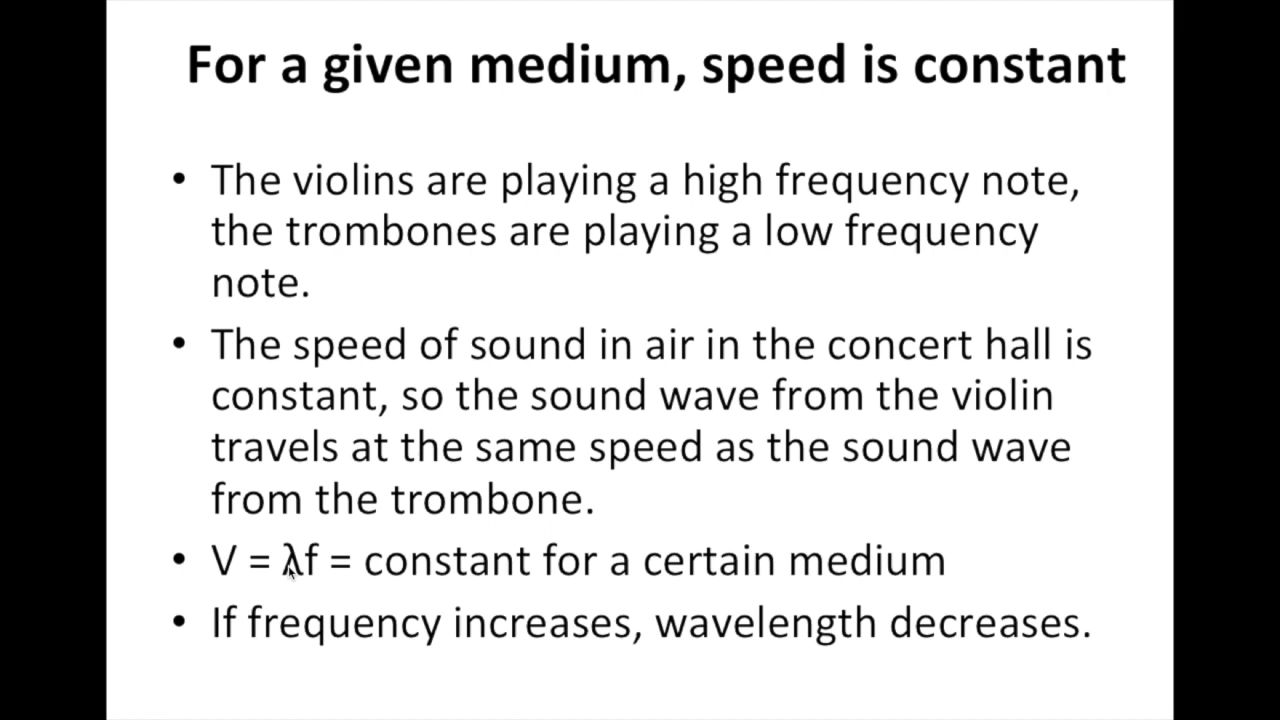 For a given medium, speed is constant
• The violins are playing a high frequency note,
the trombones are playing a low frequency
note.
• The speed of sound in air in the concert hall is
constant, so the sound wave from the violin
travels at the same speed as the sound wave
from the trombone.
• V = λf = constant for a certain medium
• If frequency increases, wavelength decreases.